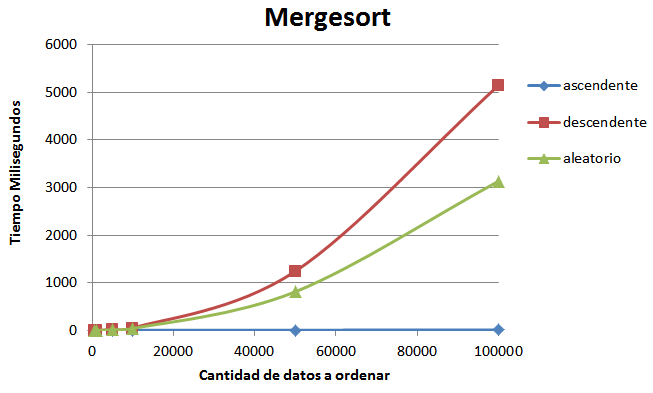 Mergesort
6000
5000
4000
3000
2000
1000
0
Tiempo Milisegundos
0 20000 40000 60000 80000 100000
Cantidad de datos a ordenar
ascendente
descendente
aleatorio